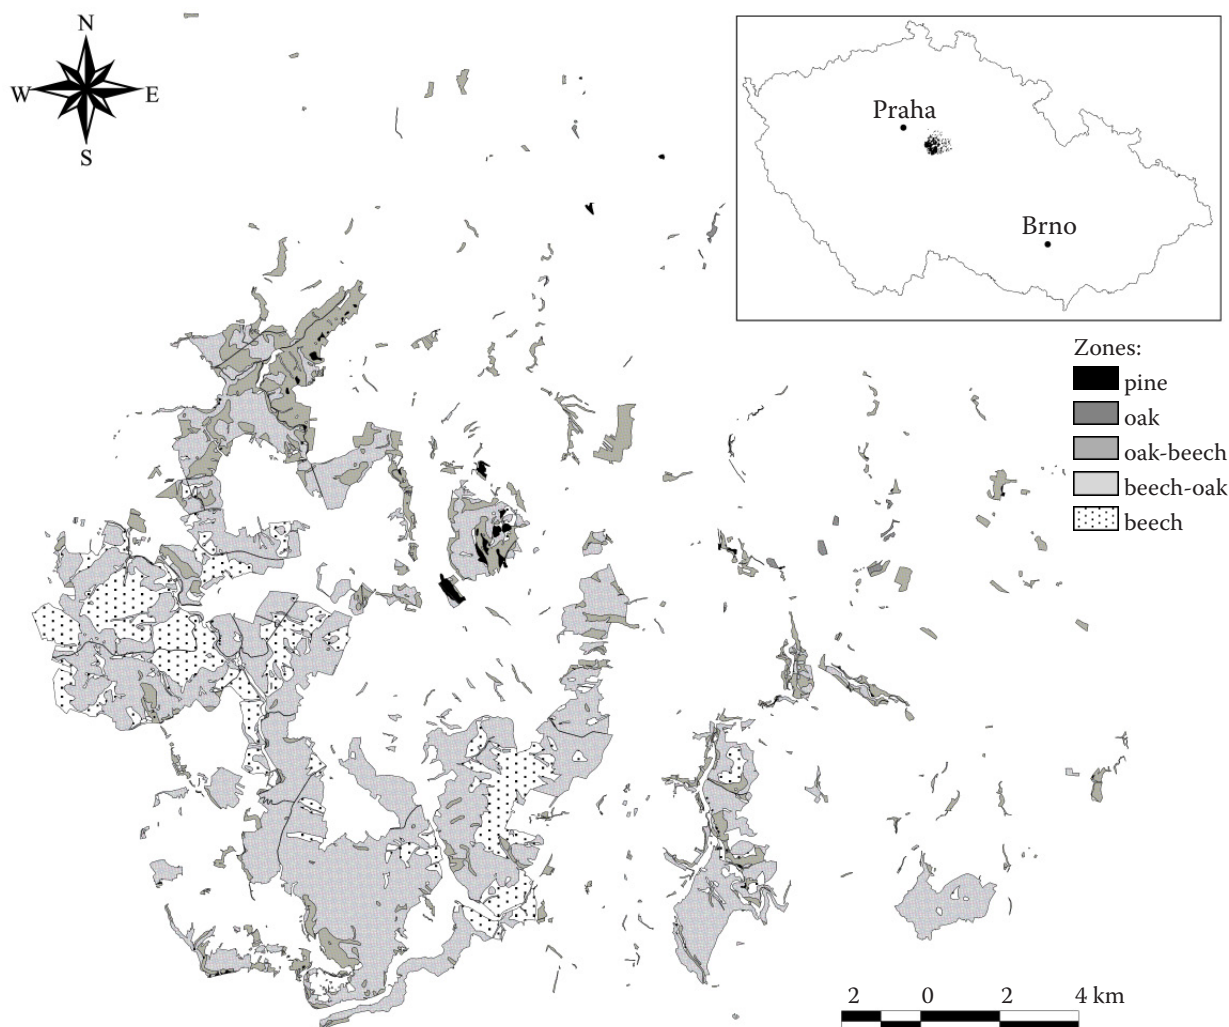 N
W E
S
Praha
Brno
Zones:
pine
oak
oak-beech
beech-oak
beech
2 0 2 4 km